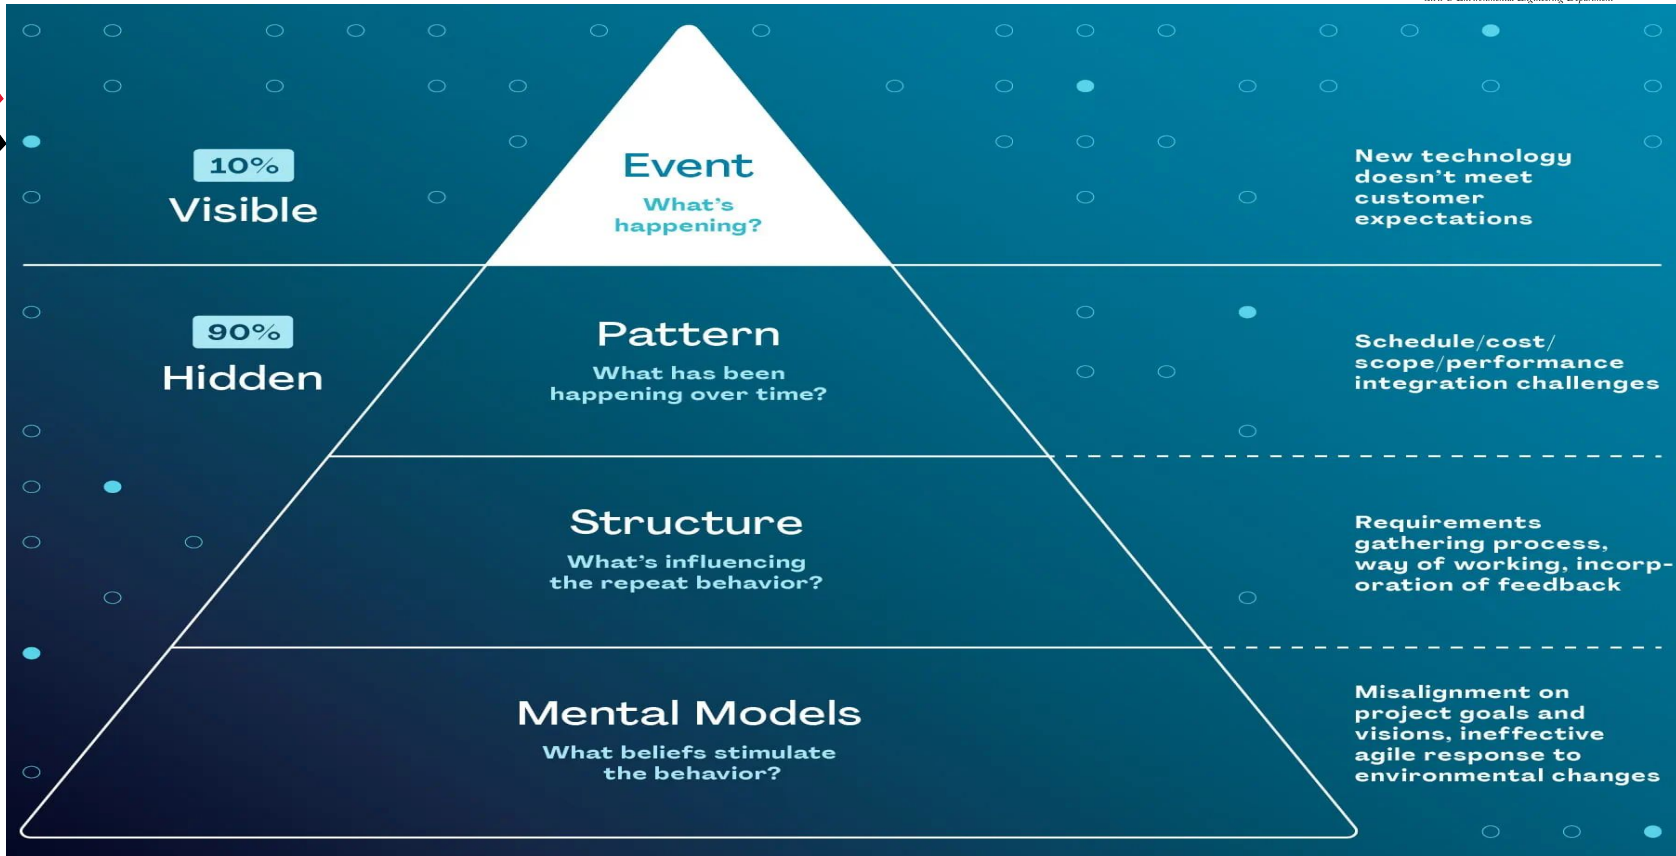 Environmental Engineering Department
10%
Visible
Event
What's
happening?
New technology
doesn't meet
customer
expectations
90%
Hidden
Pattern
What has been
happening over time?
Schedule/cost/
scope/performance
integration challenges
Structure
What's influencing
the repeat behavior?
Requirements
gathering process,
way of working, incorp-
oration of feedback
Mental Models
What beliefs stimulate
the behavior?
Misalignment on
project goals and
visions, ineffective
agile response to
environmental changes